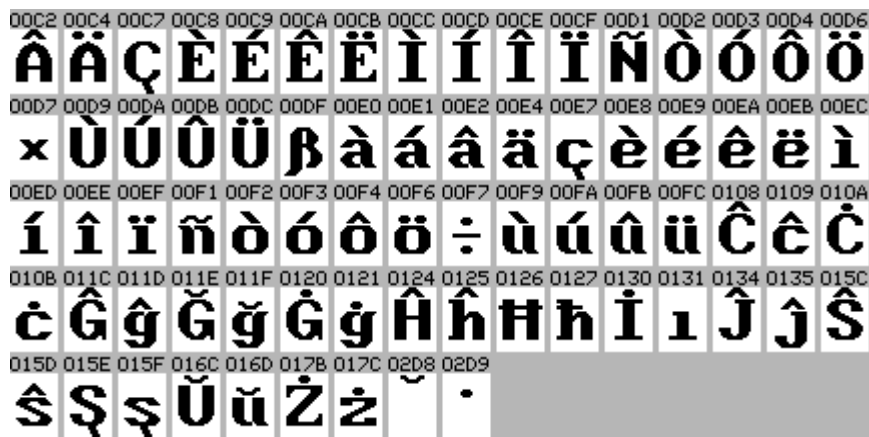 00C2 00C4 00C7 00C8 00C9 00CA 00CB 00CC 00CD 00CE 00CF 00D1 00D2 00D3 00D4 00D6
Â Ä Ç È É Ê Ë Ì Í Î Ï Ñ Ò Ó Ô Ö
00D7 00D9 00DA 00DB 00DC 00DF 00E0 00E1 00E2 00E4 00E7 00E8 00E9 00EA 00EB 00EC
× Ù Ú Û Ü ß à á â ä ç è é ê ë ì
00ED 00EE 00EF 00F1 00F2 00F3 00F4 00F6 00F7 00F9 00FA 00FB 00FC 0108 0109 010A
í î ï ñ ò ó ô ö ÷ ù ú û ü Ĉ ĉ Ċ
010B 011C 011D 011E 011F 0120 0121 0124 0125 0126 0127 0130 0131 0134 0135 015C
ċ Ĝ ĝ Ğ ğ Ġ ġ Ĥ ĥ Ħ ħ İ ı Ĵ ĵ Ŝ
015D 015E 015F 016C 016D 017B 017C 02D8 02D9
ŝ Ş ş Ŭ ŭ Ż ż ˘ ˙